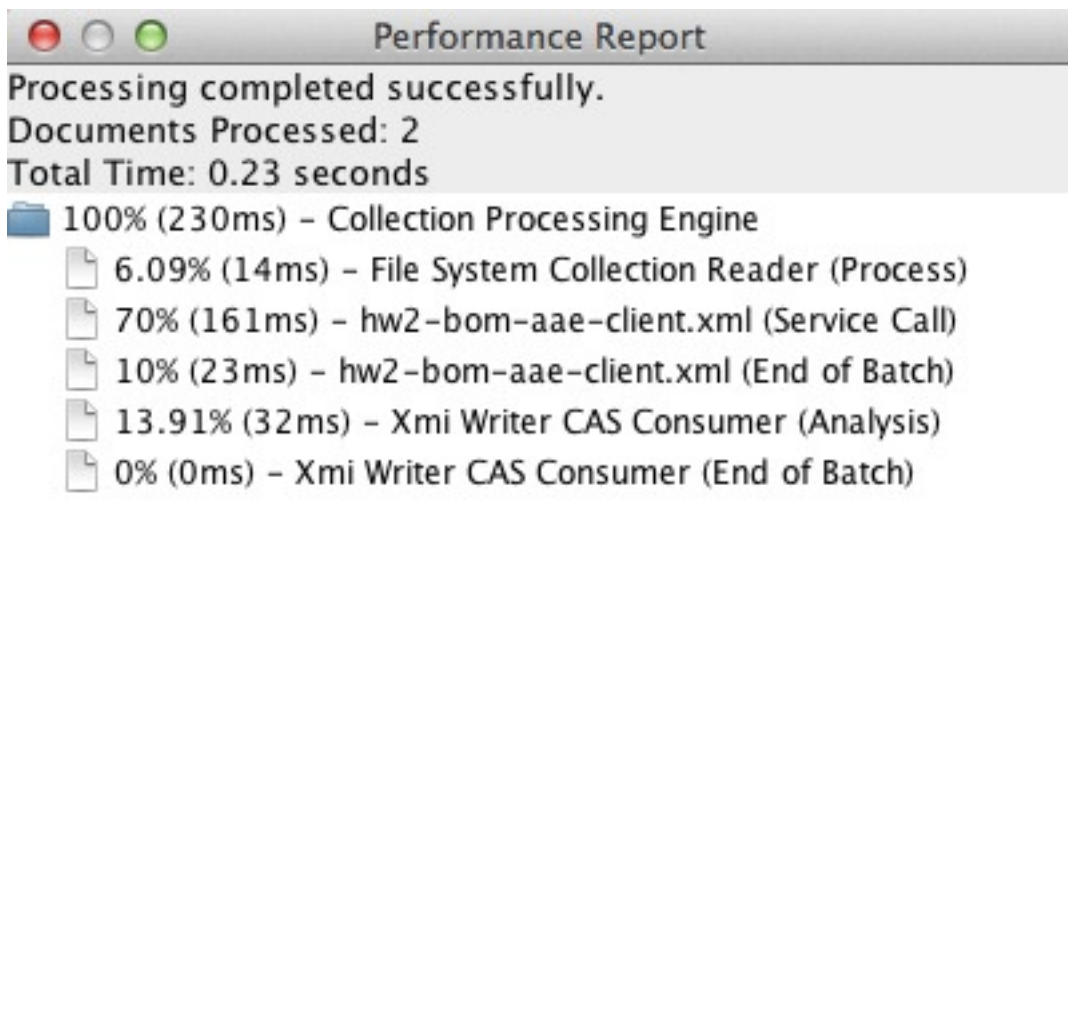 Performance Report
Processing completed successfully.
Documents Processed: 2
Total Time: 0.23 seconds
100% (230ms) – Collection Processing Engine
6.09% (14ms) – File System Collection Reader (Process)
70% (161ms) – hw2-bom-aae-client.xml (Service Call)
10% (23ms) – hw2-bom-aae-client.xml (End of Batch)
13.91% (32ms) – Xmi Writer CAS Consumer (Analysis)
0% (0ms) – Xmi Writer CAS Consumer (End of Batch)